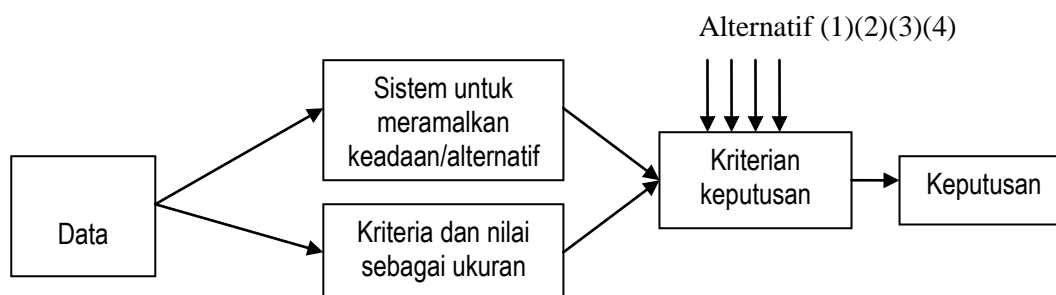 Alternatif (1)(2)(3)(4)
Sistem untuk
meramalkan
keadaan/alternatif
Data
Kriteria dan nilai
sebagai ukuran
Kriterian
keputusan
Keputusan